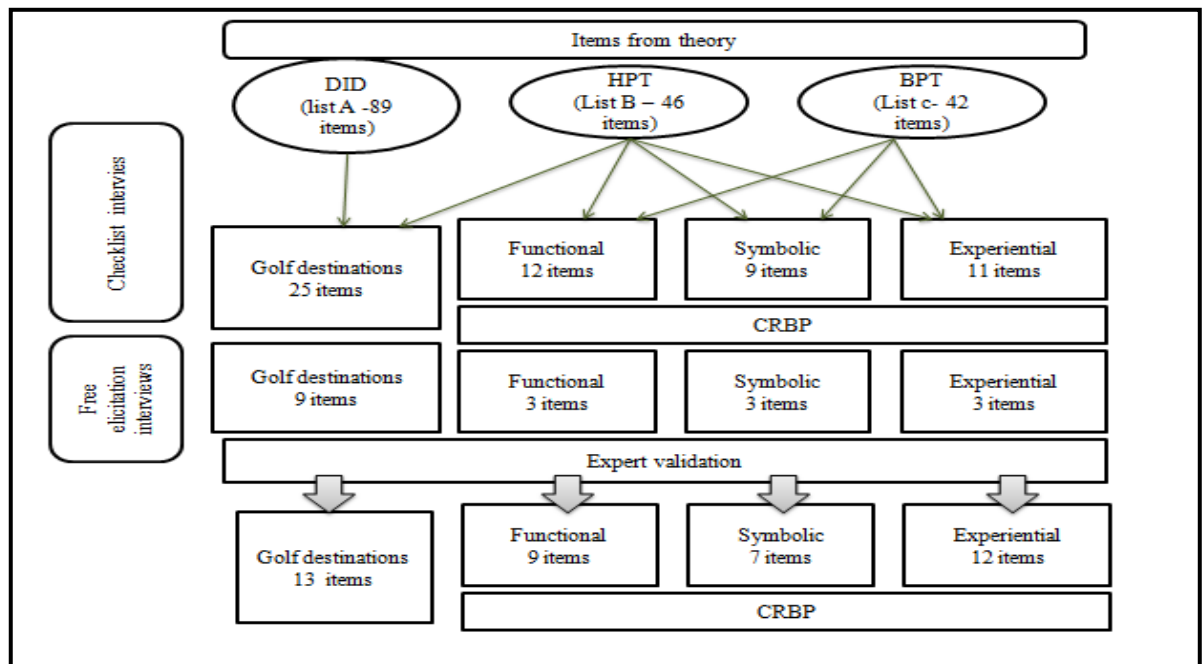 Items from theory
DID
(list A -89
items)
HPT
(List B – 46
items)
BPT
(List c- 42
items)
Checklist intervies
Golf destinations
25 items
Functional
12 items
Symbolic
9 items
Experiential
11 items
CRBP
Free
elicitation
interviews
Golf destinations
9 items
Functional
3 items
Symbolic
3 items
Experiential
3 items
Expert validation
Golf destinations
13 items
Functional
9 items
Symbolic
7 items
Experiential
12 items
CRBP